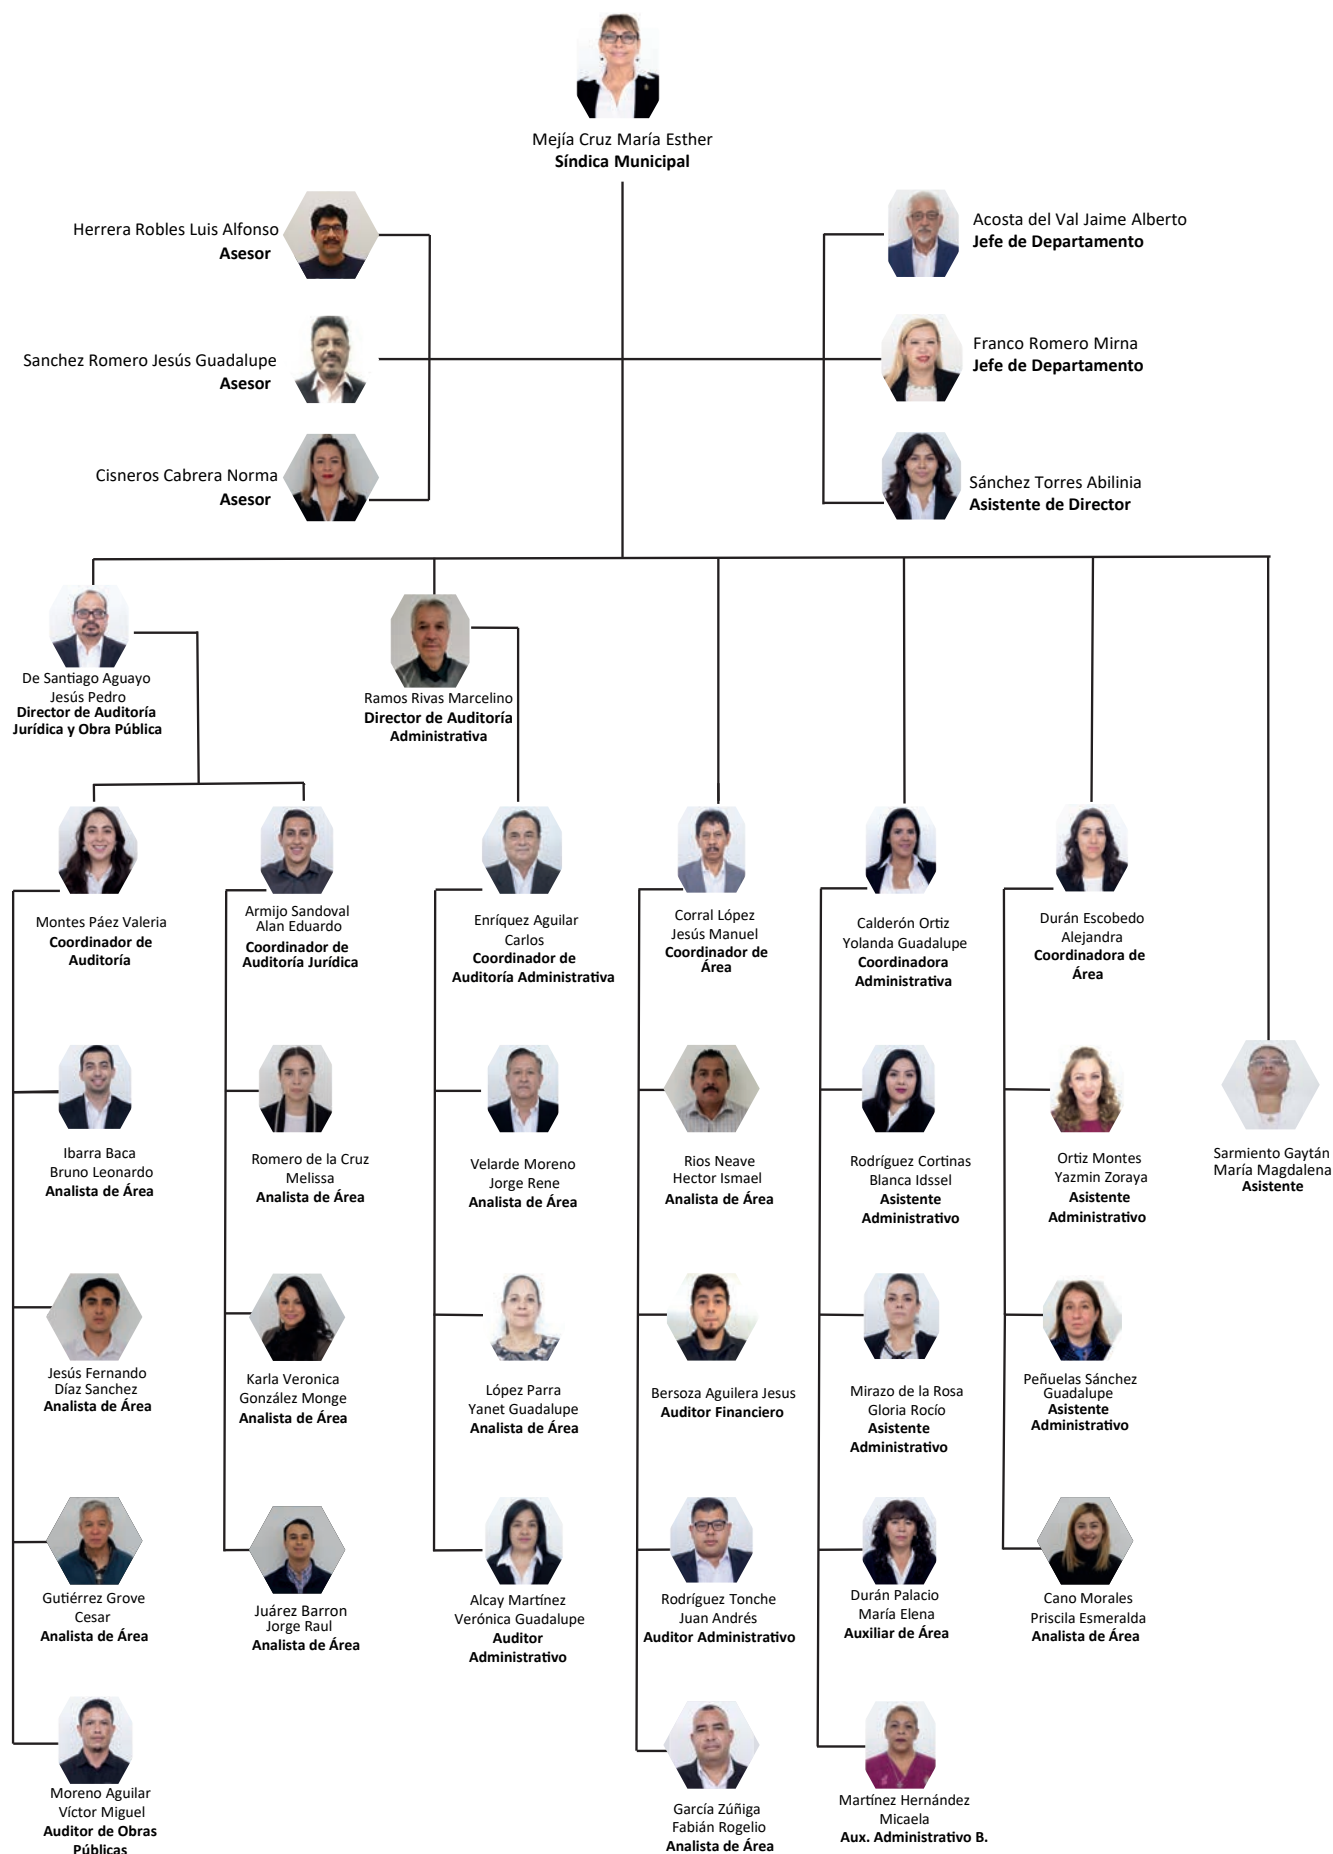 Mejía Cruz María Esther
Síndica Municipal
Herrera Robles Luis Alfonso
Asesor
Acosta del Val Jaime Alberto
Jefe de Departamento
Sanchez Romero Jesús Guadalupe
Asesor
Franco Romero Mirna
Jefe de Departamento
Cisneros Cabrera Norma
Asesor
Sánchez Torres Abilinia
Asistente de Director
De Santiago Aguayo
Jesús Pedro
Director de Auditoría
Jurídica y Obra Pública
Ramos Rivas Marcelino
Director de Auditoría
Administrativa
Montes Páez Valeria
Coordinador de
Auditoría
Armijo Sandoval
Alan Eduardo
Coordinador de
Auditoría Jurídica
Enríquez Aguilar
Carlos
Coordinador de
Auditoría Administrativa
Corral López
Jesús Manuel
Coordinador de
Área
Calderón Ortiz
Yolanda Guadalupe
Coordinadora
Administrativa
Durán Escobedo
Alejandra
Coordinadora de
Área
Ibarra Baca
Bruno Leonardo
Analista de Área
Romero de la Cruz
Melissa
Analista de Área
Velarde Moreno
Jorge Rene
Analista de Área
Rios Neave
Hector Ismael
Analista de Área
Rodríguez Cortinas
Blanca Idssel
Asistente
Administrativo
Ortiz Montes
Yazmin Zoraya
Asistente
Administrativo
Sarmiento Gaytán
María Magdalena
Asistente
Jesús Fernando
Díaz Sanchez
Analista de Área
Karla Veronica
González Monge
Analista de Área
López Parra
Yanet Guadalupe
Analista de Área
Bersoza Aguilera Jesus
Auditor Financiero
Mirazo de la Rosa
Gloria Rocío
Asistente
Administrativo
Peñuelas Sánchez
Guadalupe
Asistente
Administrativo
Gutiérrez Grove
Cesar
Analista de Área
Juárez Barron
Jorge Raul
Analista de Área
Alcay Martínez
Verónica Guadalupe
Auditor
Administrativo
Rodríguez Tonche
Juan Andrés
Auditor Administrativo
Durán Palacio
María Elena
Auxiliar de Área
Cano Morales
Priscila Esmeralda
Analista de Área
Moreno Aguilar
Víctor Miguel
Auditor de Obras
Públicas
García Zúñiga
Fabián Rogelio
Analista de Área
Martínez Hernández
Micaela
Aux. Administrativo B.